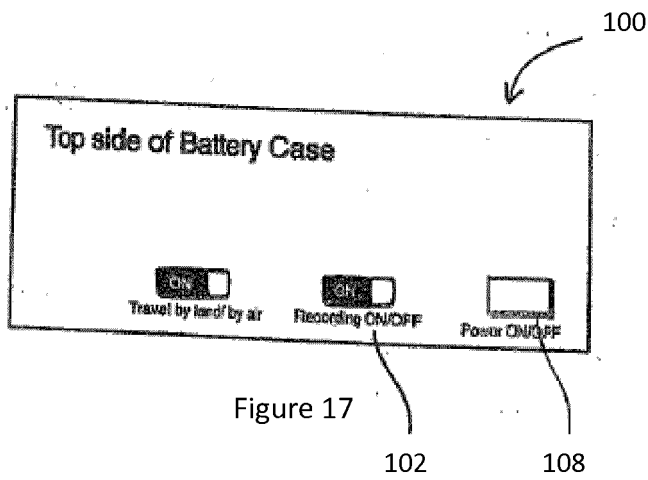 100
Top side of Battery Case
ON ON
Travel by land/ by air Recording ON/OFF Power ON/OFF
Figure 17
102 108